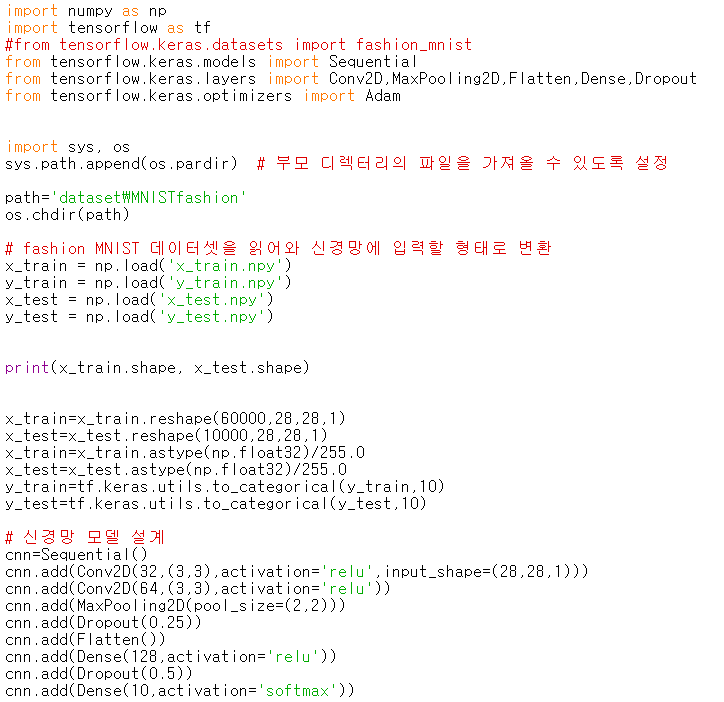 import numpy as np
import tensorflow as tf
#from tensorflow.keras.datasets import fashion_mnist
from tensorflow.keras.models import Sequential
from tensorflow.keras.layers import Conv2D,MaxPooling2D,Flatten,Dense,Dropout
from tensorflow.keras.optimizers import Adam
import sys, os
sys.path.append(os.pardir)  # 부모 디렉터리의 파일을 가져올 수 있도록 설정
path='dataset₩MNISTfashion'
os.chdir(path)
# fashion MNIST 데이터셋을 읽어와 신경망에 입력할 형태로 변환
x_train = np.load('x_train.npy')
y_train = np.load('y_train.npy')
x_test = np.load('x_test.npy')
y_test = np.load('y_test.npy')
print(x_train.shape, x_test.shape)
x_train=x_train.reshape(60000,28,28,1)
x_test=x_test.reshape(10000,28,28,1)
x_train=x_train.astype(np.float32)/255.0
x_test=x_test.astype(np.float32)/255.0
y_train=tf.keras.utils.to_categorical(y_train,10)
y_test=tf.keras.utils.to_categorical(y_test,10)
# 신경망 모델 설계
cnn=Sequential()
cnn.add(Conv2D(32,(3,3),activation='relu',input_shape=(28,28,1)))
cnn.add(Conv2D(64,(3,3),activation='relu'))
cnn.add(MaxPooling2D(pool_size=(2,2)))
cnn.add(Dropout(0.25))
cnn.add(Flatten())
cnn.add(Dense(128,activation='relu'))
cnn.add(Dropout(0.5))
cnn.add(Dense(10,activation='softmax'))